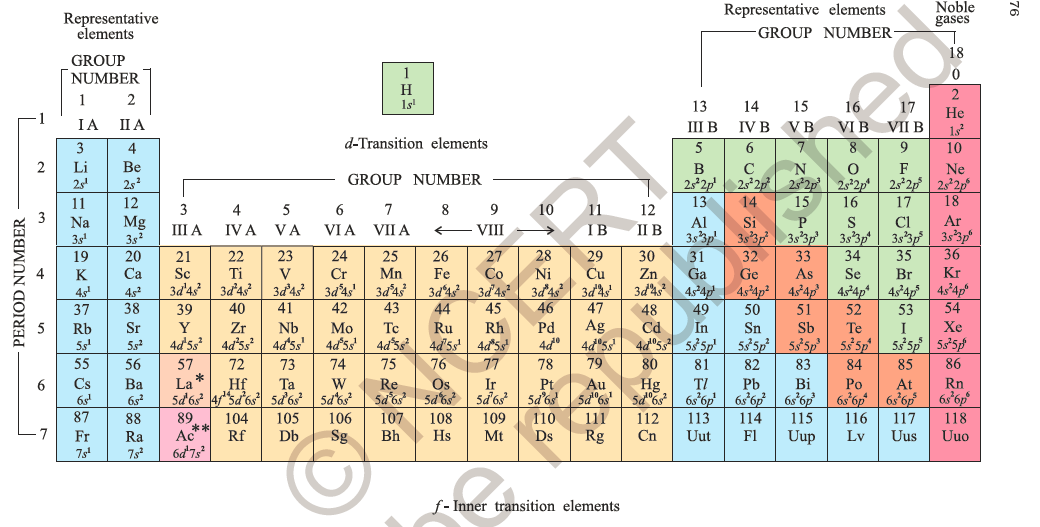 76
Representative elements
GROUP NUMBER
1 2
I A II A
Representative elements
GROUP NUMBER
Noble gases
18
0
13 14 15 16 17
III B IV B V B VI B VII B
1
H
1s¹
2
He
1s²
d-Transition elements
GROUP NUMBER
3 4 5 6 7 8 9 10 11 12
III A IV A V A VI A VII A ← VIII → I B II B
PERIOD NUMBER
1
2
3 4 5 6 7 8 9 10
Li Be B C N O F Ne
2s¹ 2s² 2s²2p¹ 2s²2p² 2s²2p³ 2s²2p⁴ 2s²2p⁵ 2s²2p⁶
3
11 12 13 14 15 16 17 18
Na Mg Al Si P S Cl Ar
3s¹ 3s² 3s²3p¹ 3s²3p² 3s²3p³ 3s²3p⁴ 3s²3p⁵ 3s²3p⁶
4
19 20 21 22 23 24 25 26 27 28 29 30 31 32 33 34 35 36
K Ca Sc Ti V Cr Mn Fe Co Ni Cu Zn Ga Ge As Se Br Kr
4s¹ 4s² 3d¹4s² 3d²4s² 3d³4s² 3d⁵4s¹ 3d⁵4s² 3d⁶4s² 3d⁷4s² 3d⁸4s² 3d¹⁰4s¹ 3d¹⁰4s² 4s²4p¹ 4s²4p² 4s²4p³ 4s²4p⁴ 4s²4p⁵ 4s²4p⁶
5
37 38 39 40 41 42 43 44 45 46 47 48 49 50 51 52 53 54
Rb Sr Y Zr Nb Mo Tc Ru Rh Pd Ag Cd In Sn Sb Te I Xe
5s¹ 5s² 4d¹5s² 4d²5s² 4d⁴5s¹ 4d⁵5s¹ 4d⁵5s² 4d⁷5s¹ 4d⁸5s¹ 4d¹⁰ 4d¹⁰5s¹ 4d¹⁰5s² 5s²5p¹ 5s²5p² 5s²5p³ 5s²5p⁴ 5s²5p⁵ 5s²5p⁶
6
55 56 57 72 73 74 75 76 77 78 79 80 81 82 83 84 85 86
Cs Ba La* Hf Ta W Re Os Ir Pt Au Hg Tl Pb Bi Po At Rn
6s¹ 6s² 5d¹6s² 4f¹⁴5d²6s² 5d³6s² 5d⁴6s² 5d⁵6s² 5d⁶6s² 5d⁷6s² 5d⁹6s¹ 5d¹⁰6s¹ 5d¹⁰6s² 6s²6p¹ 6s²6p² 6s²6p³ 6s²6p⁴ 6s²6p⁵ 6s²6p⁶
7
87 88 89 104 105 106 107 108 109 110 111 112 113 114 115 116 117 118
Fr Ra Ac** Rf Db Sg Bh Hs Mt Ds Rg Cn Uut Fl Uup Lv Uus Uuo
7s¹ 7s² 6d¹7s²
f - Inner transition elements
© NCERT
be republished